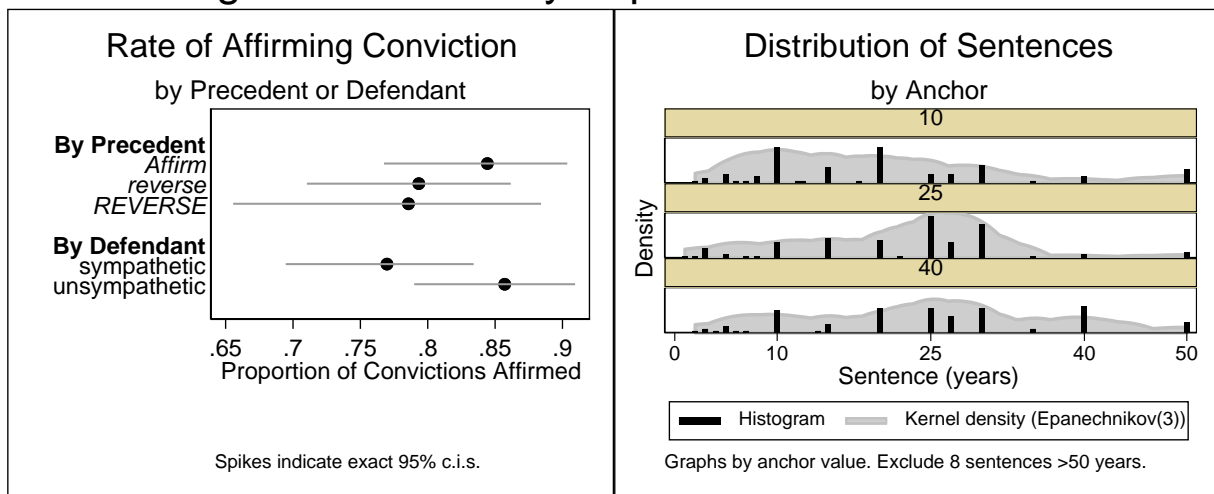 Rate of Affirming Conviction
by Precedent or Defendant
By Precedent
Affirm
reverse
REVERSE
By Defendant
sympathetic
unsympathetic
.65 .7 .75 .8 .85 .9
Proportion of Convictions Affirmed
Spikes indicate exact 95% c.i.s.
Distribution of Sentences
by Anchor
10
25
40
Density
0 10 25 40 50
Sentence (years)
Histogram Kernel density (Epanechnikov(3))
Graphs by anchor value. Exclude 8 sentences >50 years.